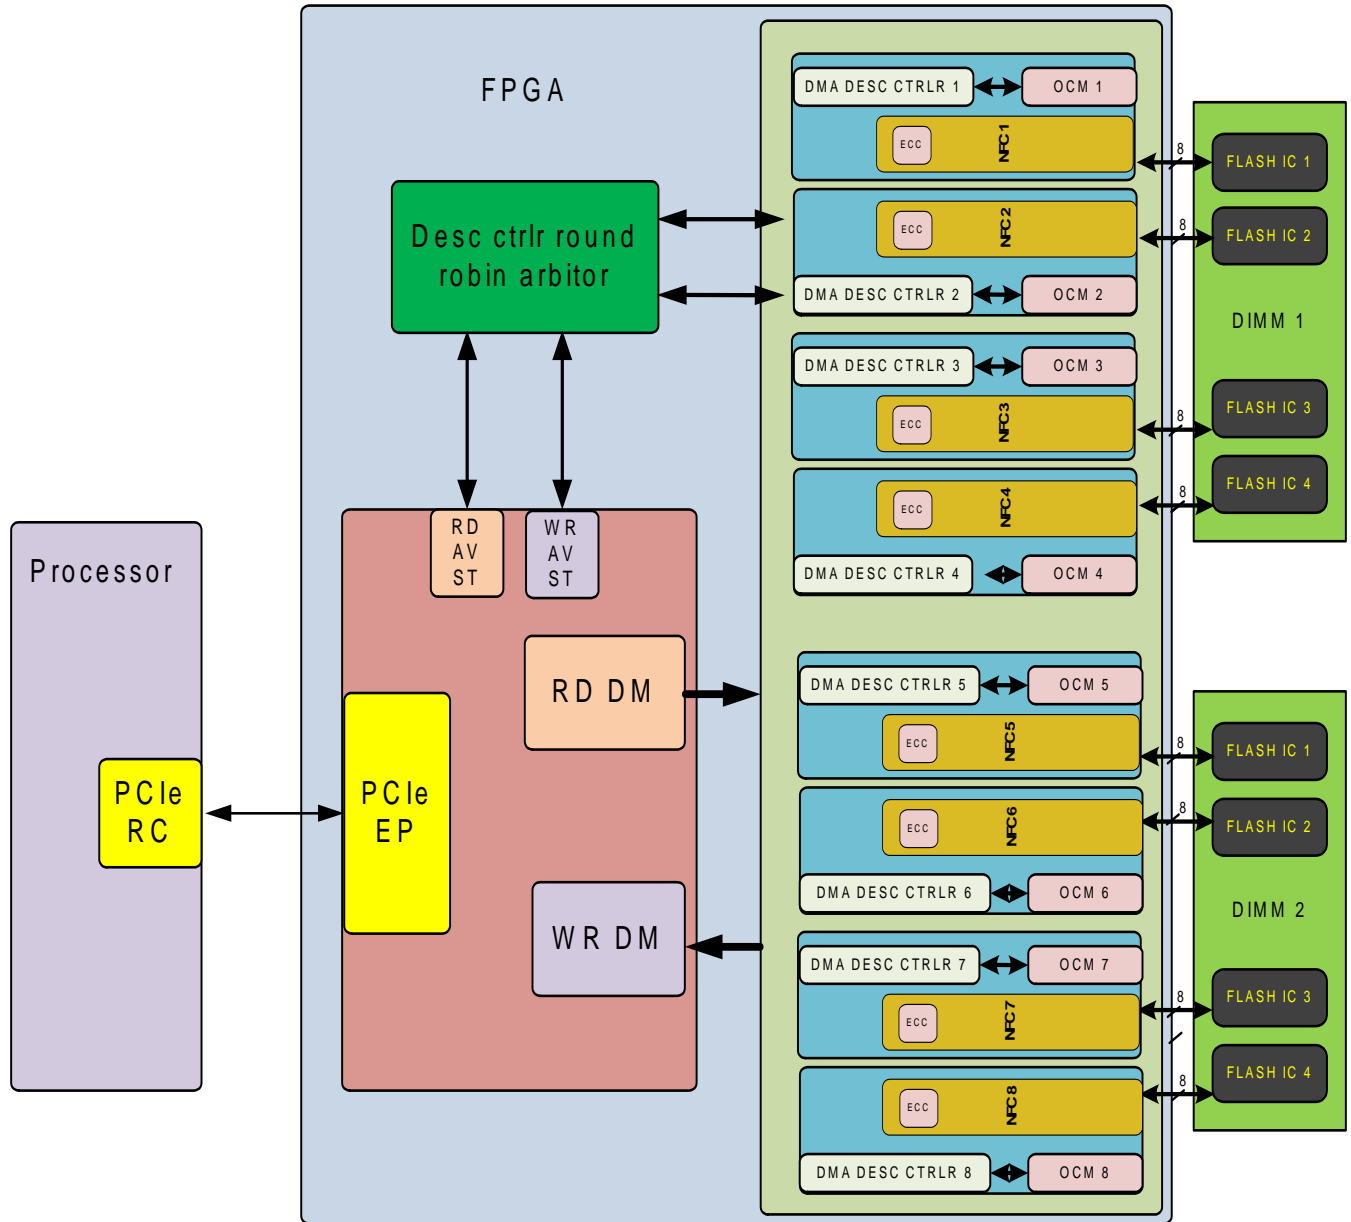 FPGA
Desc ctrlr round
robin arbitor
RD
AV
ST
WR
AV
ST
Processor
PCIe
RC
PCIe
EP
RD DM
WR DM
DMA DESC CTRLR 1
OCM 1
ECC
NFC1
8
FLASH IC 1
ECC
NFC2
8
FLASH IC 2
DMA DESC CTRLR 2
OCM 2
DIMM 1
DMA DESC CTRLR 3
OCM 3
ECC
NFC3
8
FLASH IC 3
ECC
NFC4
8
FLASH IC 4
DMA DESC CTRLR 4
OCM 4
DMA DESC CTRLR 5
OCM 5
ECC
NFC5
8
FLASH IC 1
ECC
NFC6
8
FLASH IC 2
DMA DESC CTRLR 6
OCM 6
DIMM 2
DMA DESC CTRLR 7
OCM 7
ECC
NFC7
8
FLASH IC 3
ECC
NFC8
8
FLASH IC 4
DMA DESC CTRLR 8
OCM 8